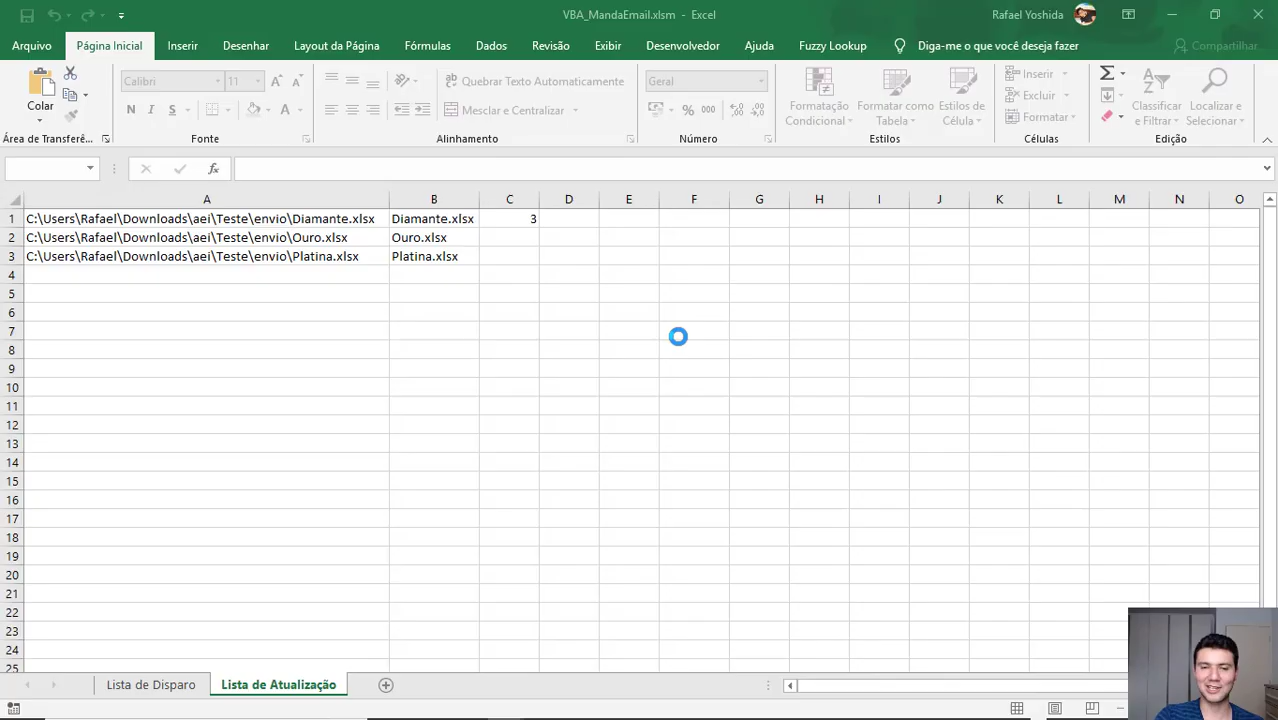 VBA_MandaEmail.xlsm - Excel
Rafael Yoshida
Arquivo
Página Inicial
Inserir
Desenhar
Layout da Página
Fórmulas
Dados
Revisão
Exibir
Desenvolvedor
Ajuda
Fuzzy Lookup
Diga-me o que você deseja fazer
Compartilhar
Colar
Calibri
11
N
I
S
Quebrar Texto Automaticamente
Mesclar e Centralizar
Geral
%
000
Formatação
Condicional
Formatar como
Tabela
Estilos de
Célula
Inserir
Excluir
Formatar
Classificar
e Filtrar
Localizar e
Selecionar
Área de Transferê...
Fonte
Alinhamento
Número
Estilos
Células
Edição
fx
A B C D E F G H I J K L M N O
1 C:\Users\Rafael\Downloads\aei\Teste\envio\Diamante.xlsx Diamante.xlsx 3
2 C:\Users\Rafael\Downloads\aei\Teste\envio\Ouro.xlsx Ouro.xlsx
3 C:\Users\Rafael\Downloads\aei\Teste\envio\Platina.xlsx Platina.xlsx
4
5
6
7
8
9
10
11
12
13
14
15
16
17
18
19
20
21
22
23
24
25
Lista de Disparo
Lista de Atualização